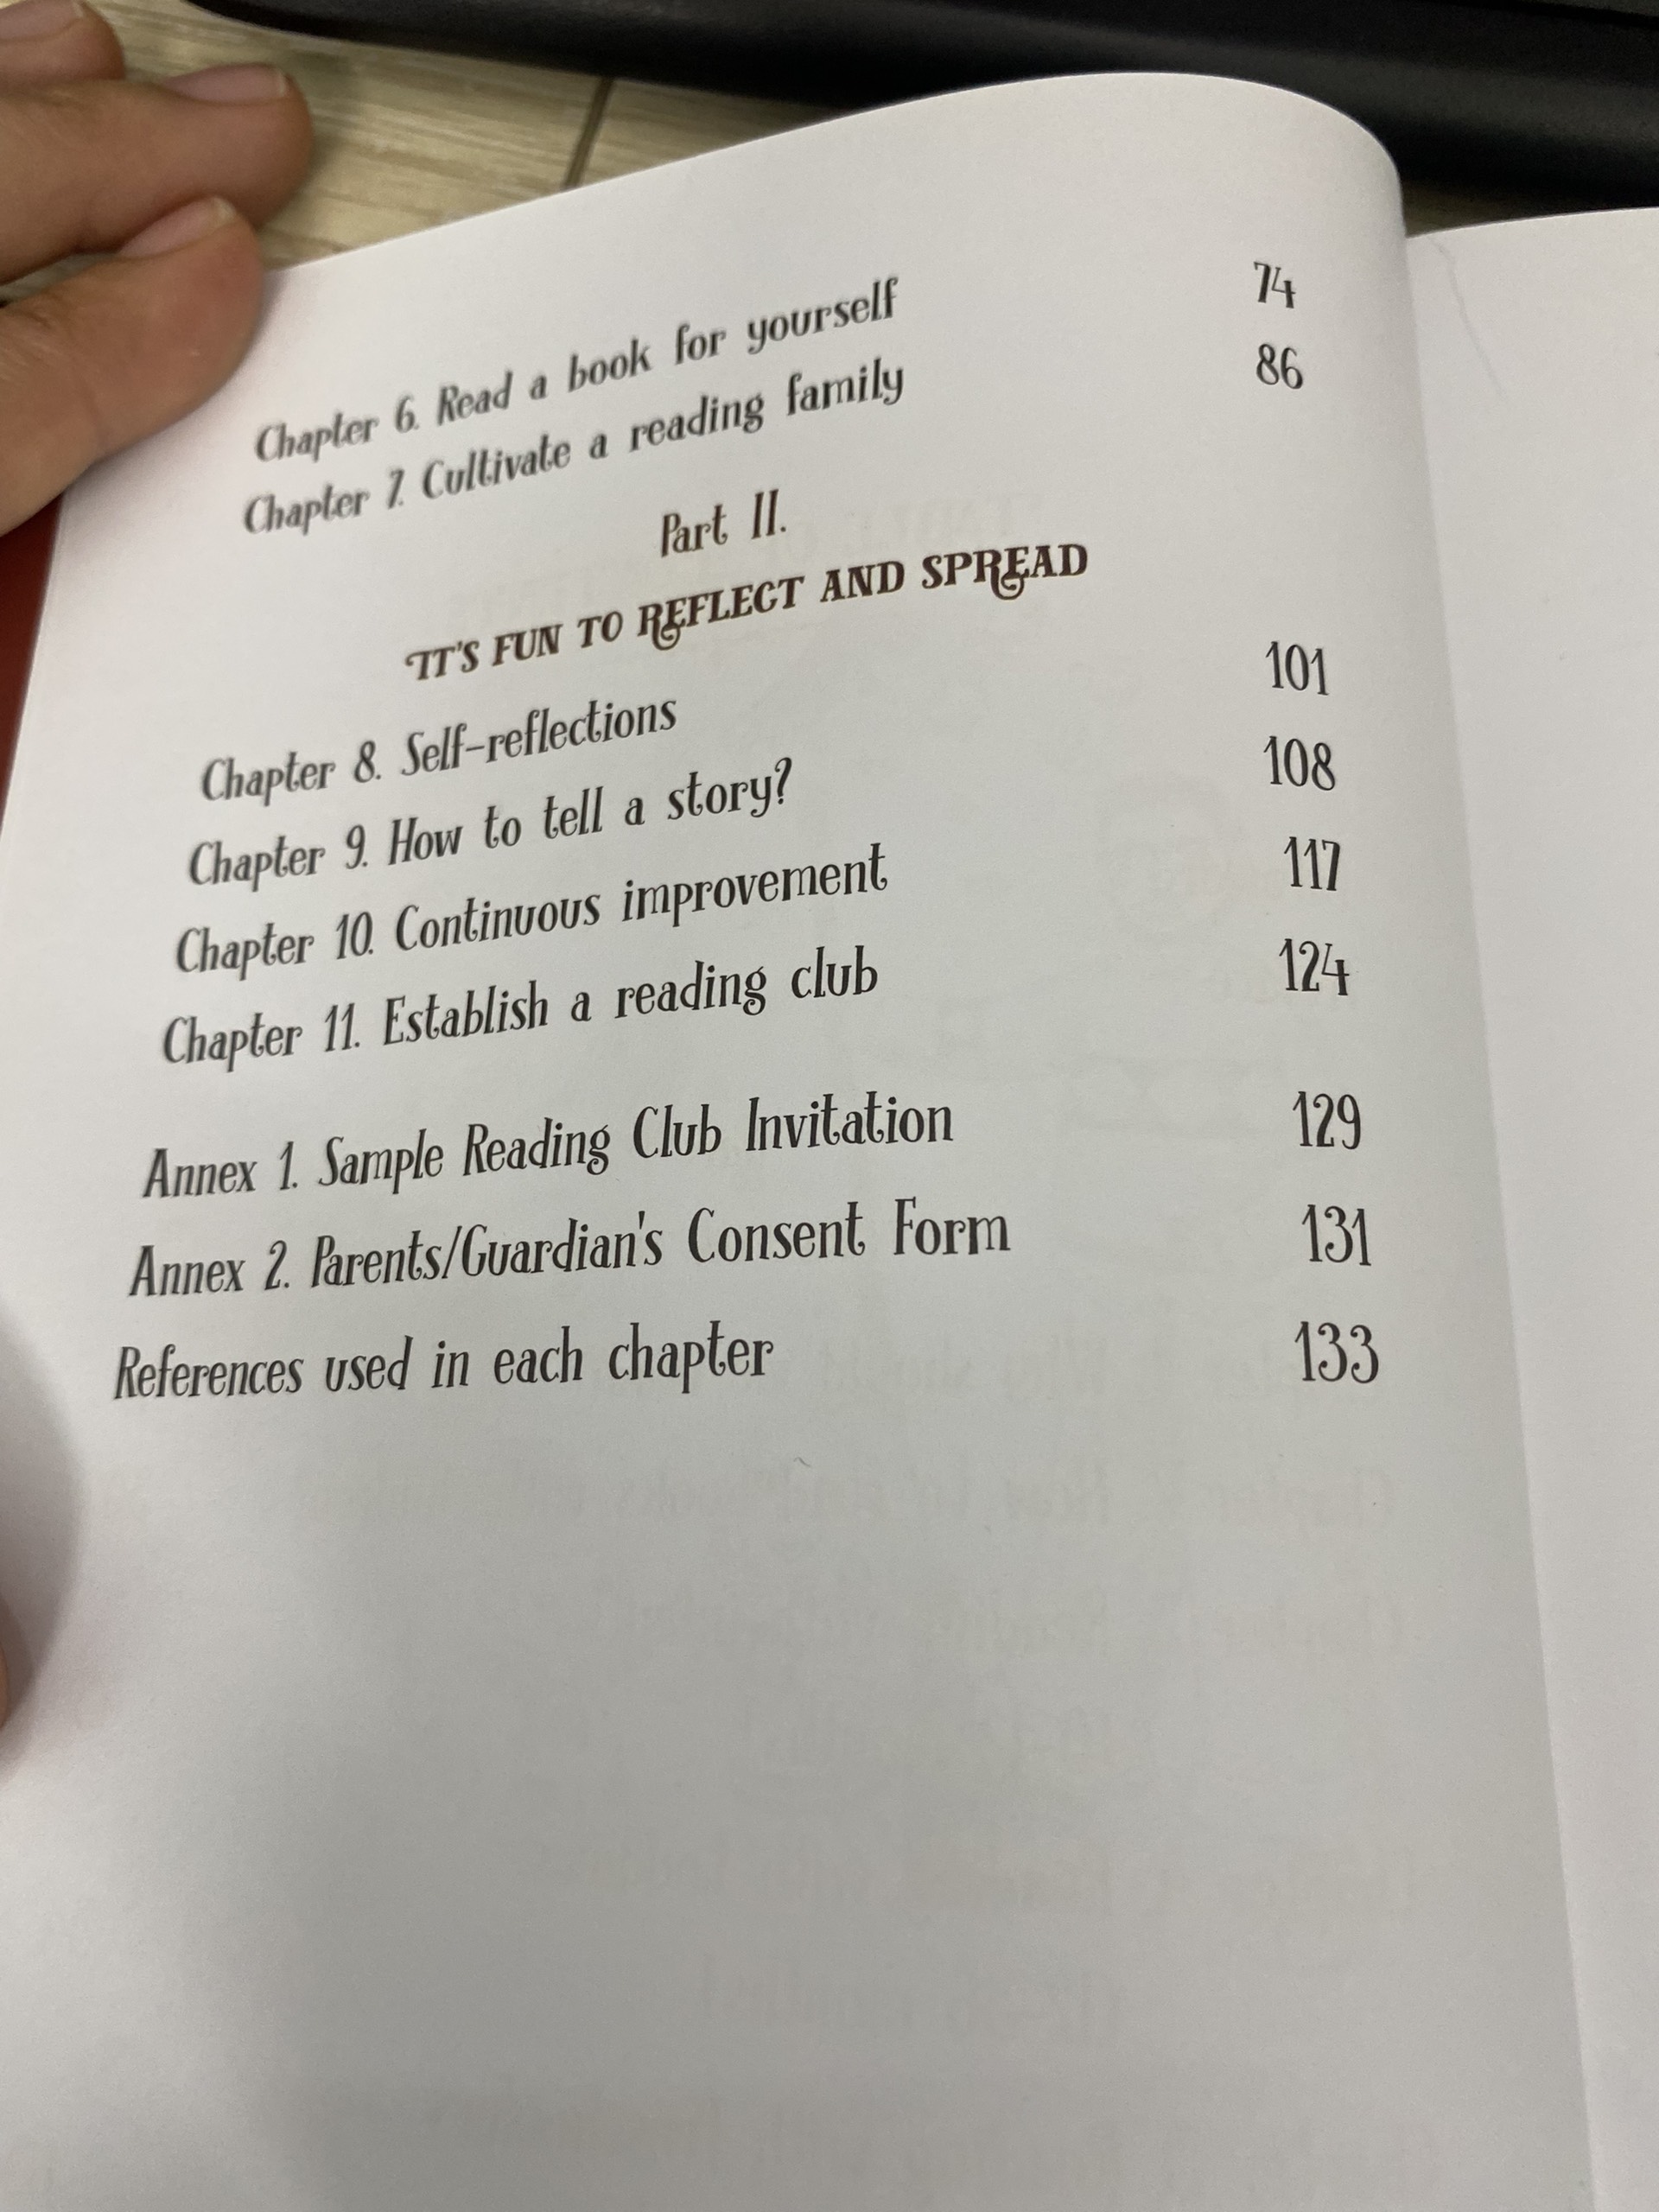 Chapter 6. Read a book for yourself 74
Chapter 7. Cultivate a reading family 86
Part II.
IT'S FUN TO REFLECT AND SPREAD
Chapter 8. Self-reflections 101
Chapter 9. How to tell a story? 108
Chapter 10. Continuous improvement 117
Chapter 11. Establish a reading club 124
Annex 1. Sample Reading Club Invitation 129
Annex 2. Parents/Guardian's Consent Form 131
References used in each chapter 133